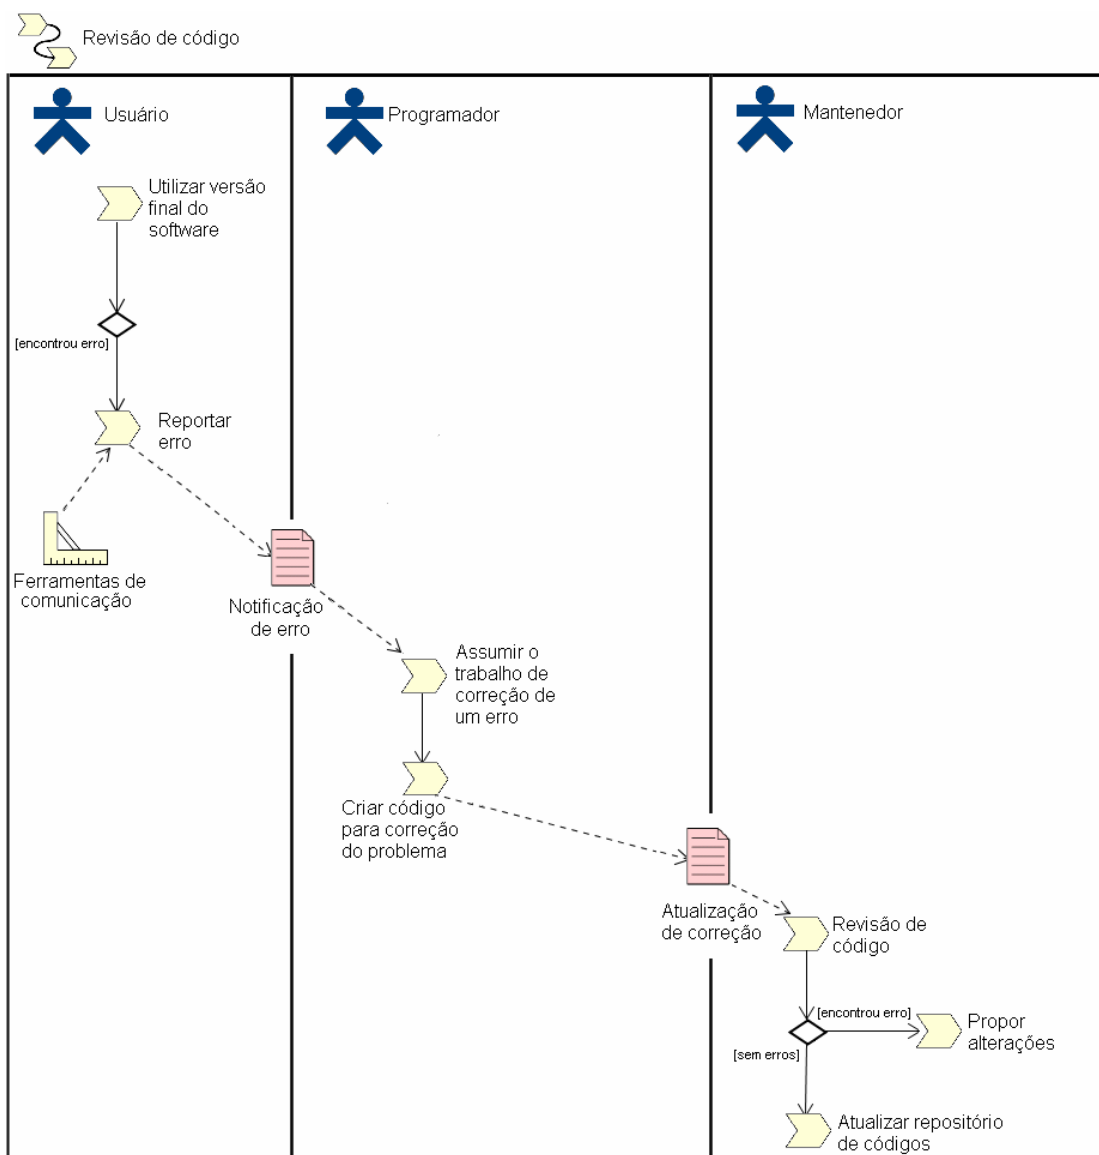 Revisão de código
Usuário
Programador
Mantenedor
Utilizar versão
final do
software
[encontrou erro]
Reportar
erro
Ferramentas de
comunicação
Notificação
de erro
Assumir o
trabalho de
correção de
um erro
Criar código
para correção
do problema
Atualização
de correção
Revisão de
código
[encontrou erro]
Propor
alterações
[sem erros]
Atualizar repositório
de códigos